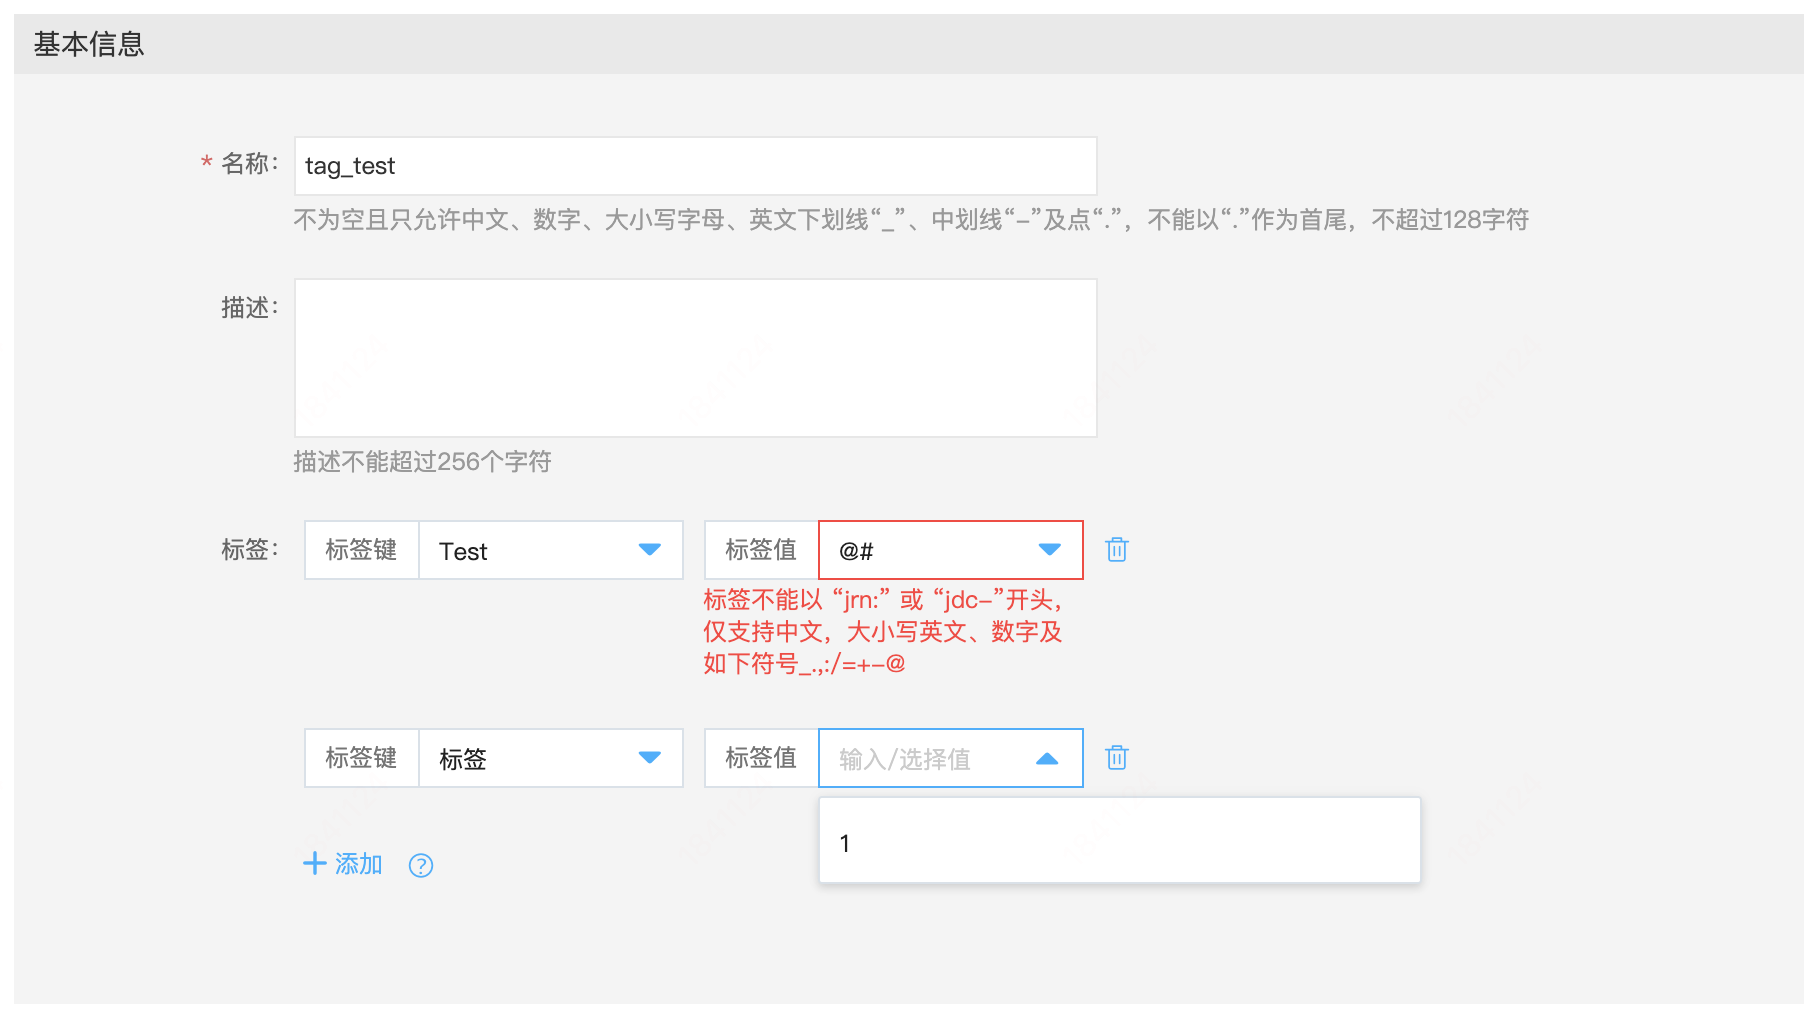 基本信息
* 名称： tag_test
不为空且只允许中文、数字、大小写字母、英文下划线“_”、中划线“-”及点“.”，不能以“.”作为首尾，不超过128字符
描述：
描述不能超过256个字符
标签： 标签键 Test 标签值 @#
标签不能以 “jrn:” 或 “jdc-”开头，
仅支持中文，大小写英文、数字及
如下符号_.,:/=+-@
标签键 标签 标签值 输入/选择值
1
+ 添加 ?